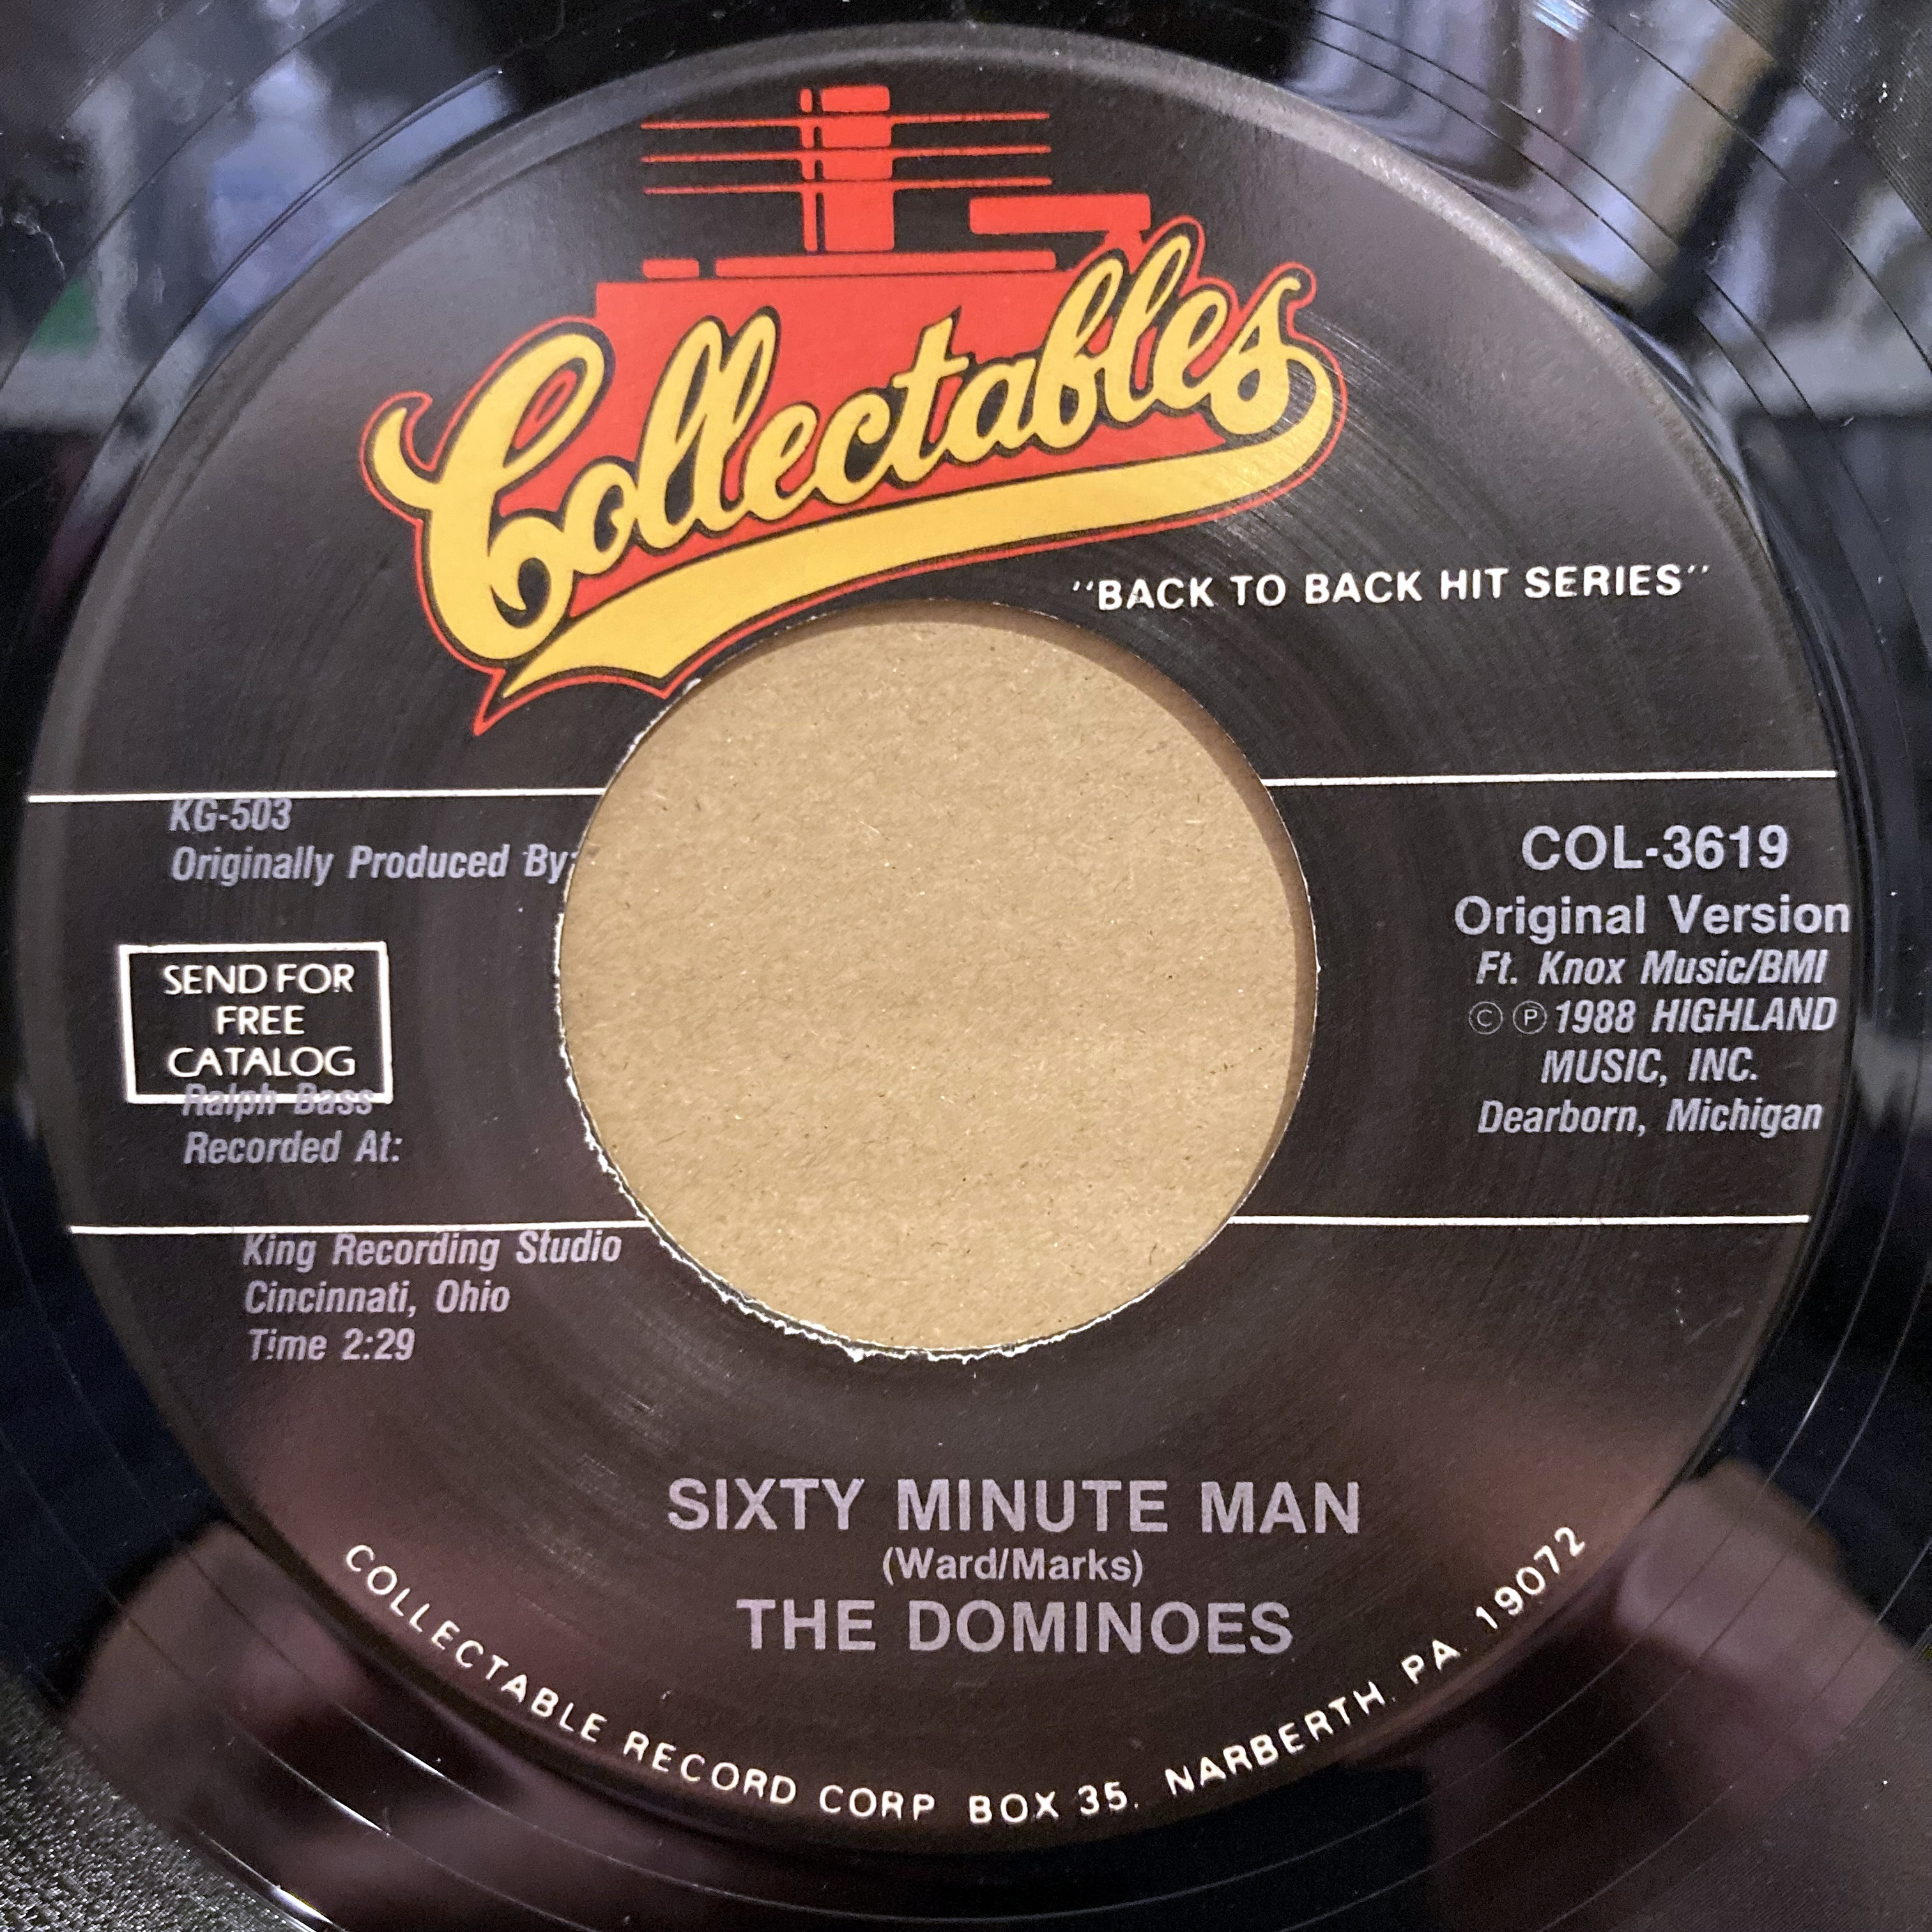 Collectables
"BACK TO BACK HIT SERIES"
KG-503
Originally Produced By:
SEND FOR
FREE
CATALOG
Ralph Bass
Recorded At:
King Recording Studio
Cincinnati, Ohio
Time 2:29
COL-3619
Original Version
Ft. Knox Music/BMI
Ⓒ Ⓟ 1988 HIGHLAND
MUSIC, INC.
Dearborn, Michigan
SIXTY MINUTE MAN
(Ward/Marks)
THE DOMINOES
COLLECTABLE RECORD CORP BOX 35, NARBERTH, PA. 19072